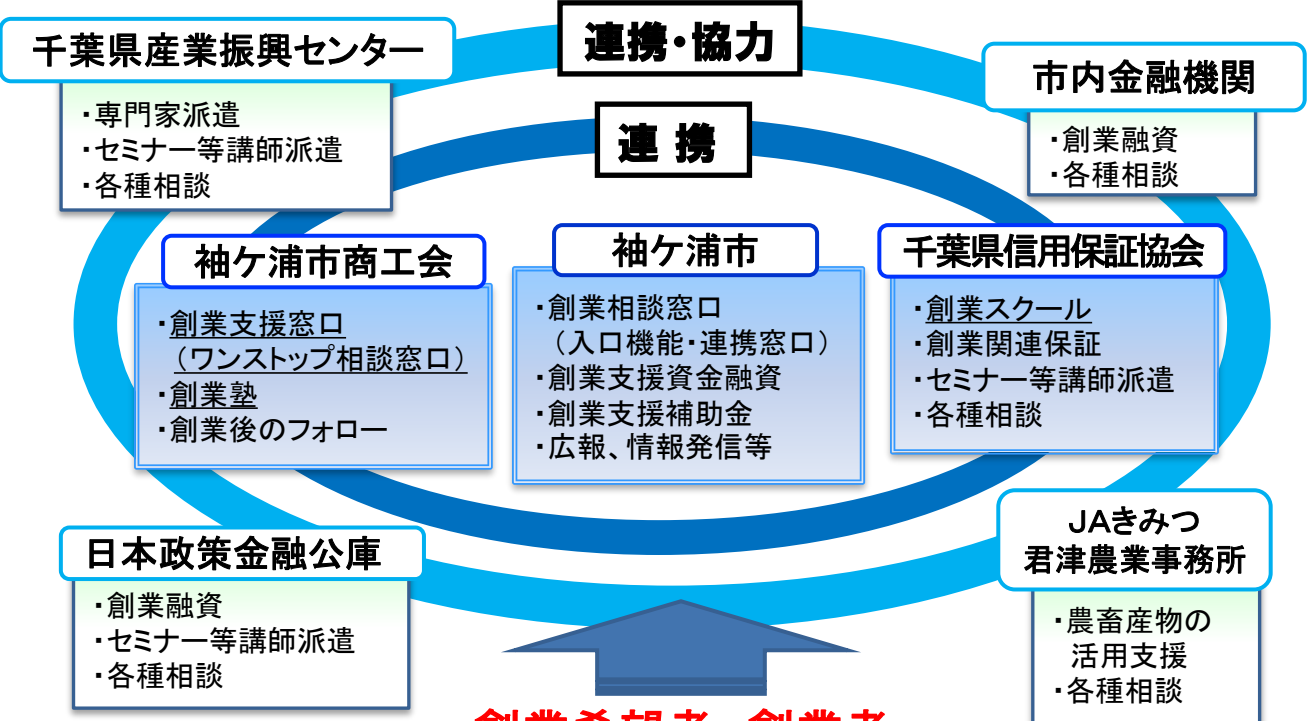 連携・協力
千葉県産業振興センター
・専門家派遣
・セミナー等講師派遣
・各種相談
市内金融機関
・創業融資
・各種相談
連 携
袖ケ浦市商工会
・創業支援窓口
（ワンストップ相談窓口）
・創業塾
・創業後のフォロー
袖ケ浦市
・創業相談窓口
（入口機能・連携窓口）
・創業支援資金融資
・創業支援補助金
・広報、情報発信等
千葉県信用保証協会
・創業スクール
・創業関連保証
・セミナー等講師派遣
・各種相談
日本政策金融公庫
・創業融資
・セミナー等講師派遣
・各種相談
JAきみつ
君津農業事務所
・農畜産物の
活用支援
・各種相談
創業希望者 創業者